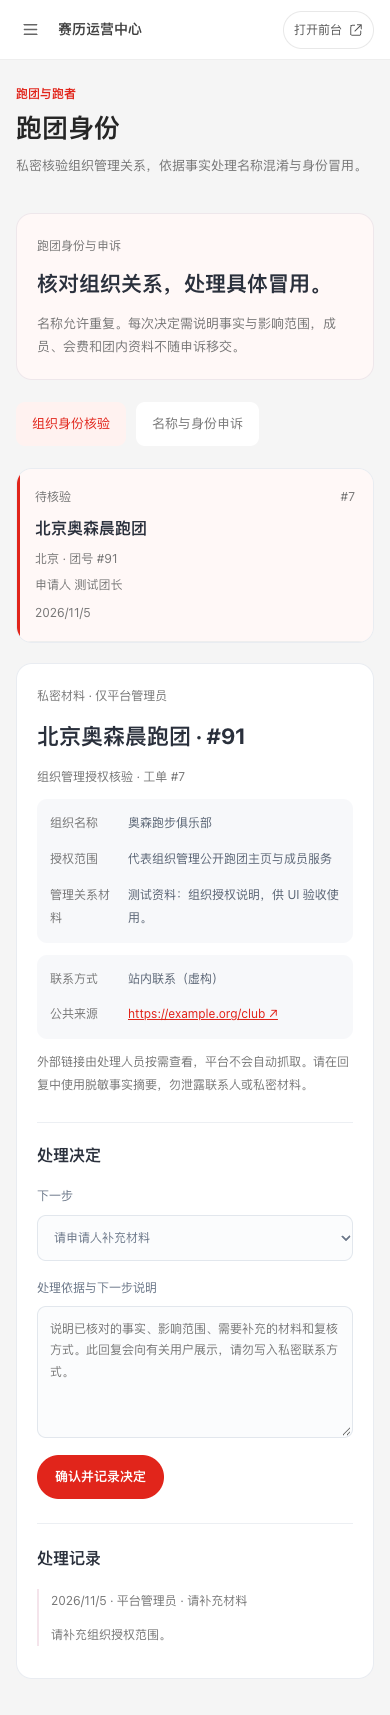 赛历运营中心
打开前台
跑团与跑者
跑团身份
私密核验组织管理关系，依据事实处理名称混淆与身份冒用。
跑团身份与申诉
核对组织关系，处理具体冒用。
名称允许重复。每次决定需说明事实与影响范围，成
员、会费和团内资料不随申诉移交。
组织身份核验
名称与身份申诉
待核验
#7
北京奥森晨跑团
北京 · 团号 #91
申请人 测试团长
2026/11/5
私密材料 · 仅平台管理员
北京奥森晨跑团 · #91
组织管理授权核验 · 工单 #7
组织名称
奥森跑步俱乐部
授权范围
代表组织管理公开跑团主页与成员服务
管理关系材
料
测试资料：组织授权说明，供 UI 验收使
用。
联系方式
站内联系（虚构）
公共来源
https://example.org/club ↗
外部链接由处理人员按需查看，平台不会自动抓取。请在回
复中使用脱敏事实摘要，勿泄露联系人或私密材料。
处理决定
下一步
请申请人补充材料
处理依据与下一步说明
说明已核对的事实、影响范围、需要补充的材料和复核
方式。此回复会向有关用户展示，请勿写入私密联系方
式。
确认并记录决定
处理记录
2026/11/5 · 平台管理员 · 请补充材料
请补充组织授权范围。